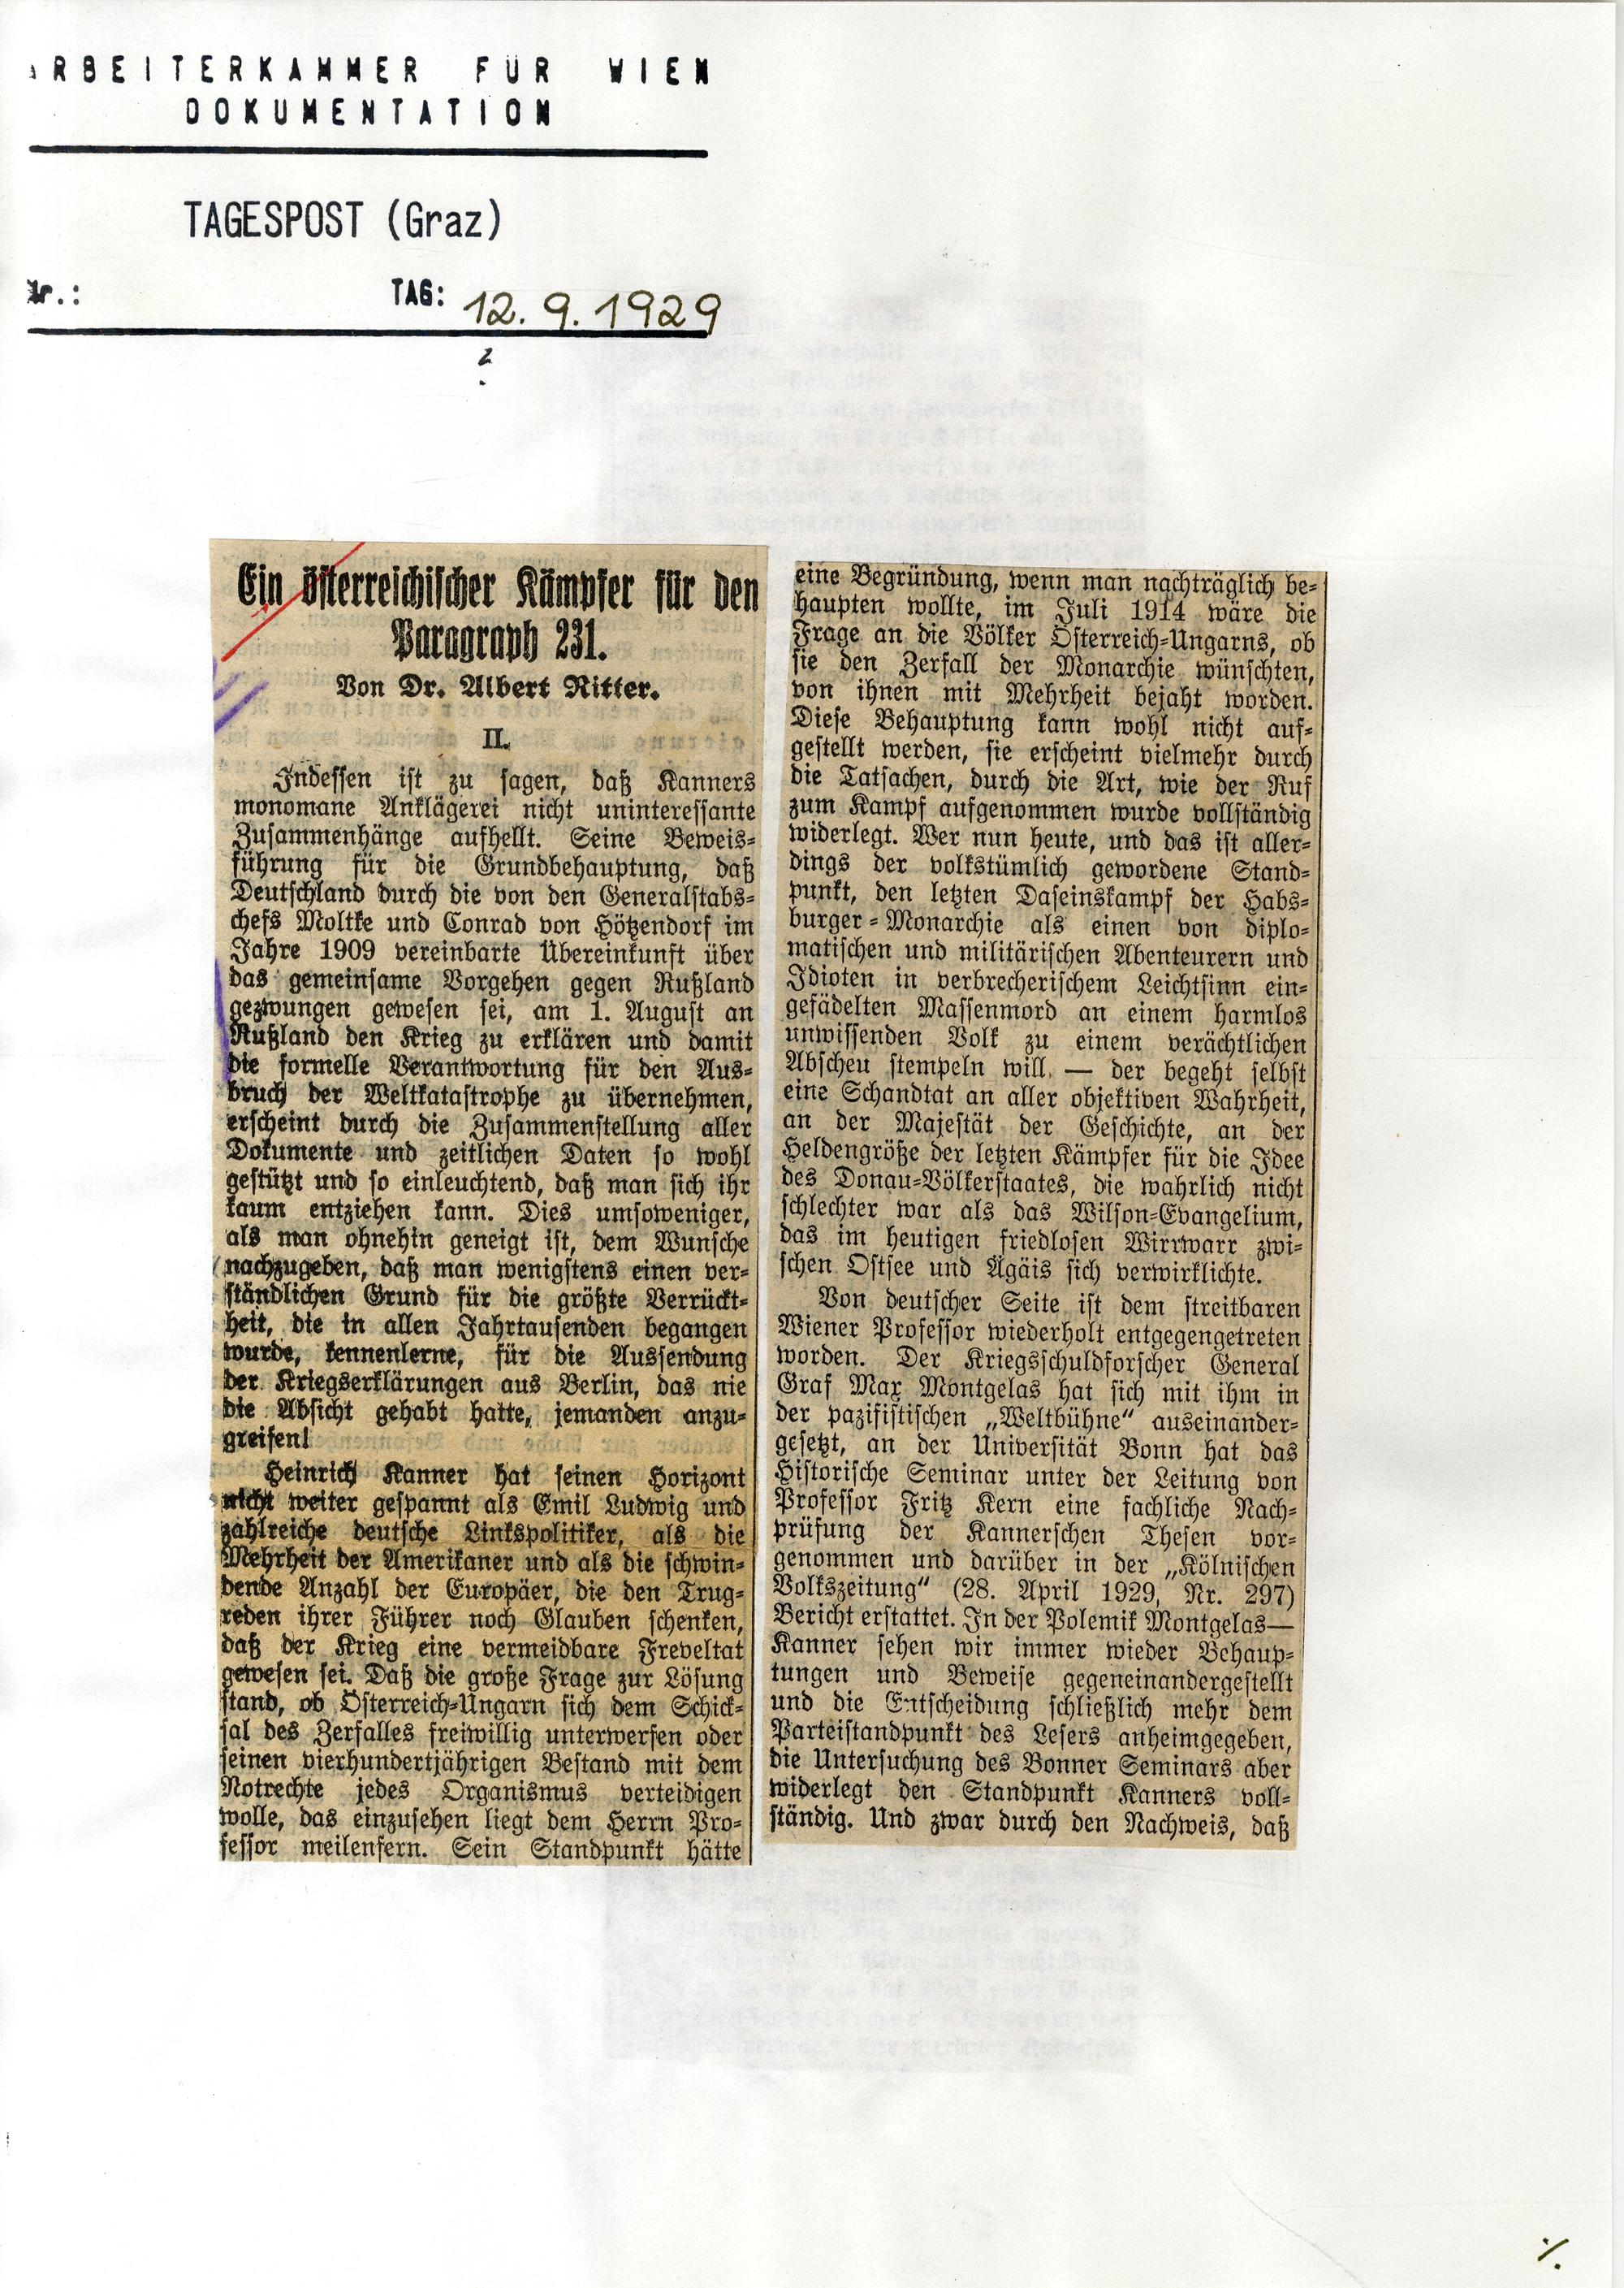 ARBEITERKAMMER FÜR WIEN
DOKUMENTATION
TAGESPOST (Graz)
Nr.: TAG: 12.9.1929
?
Ein österreichischer Kämpfer für den
Paragraph 231.
Von Dr. Albert Ritter.
II.
Indessen ist zu sagen, daß Kanners
monomane Anklägerei nicht uninteressante
Zusammenhänge aufhellt. Seine Beweis-
führung für die Grundbehauptung, daß
Deutschland durch die von den Generalstabs-
chefs Moltke und Conrad von Hötzendorf im
Jahre 1909 vereinbarte Übereinkunft über
das gemeinsame Vorgehen gegen Rußland
gezwungen gewesen sei, am 1. August an
Rußland den Krieg zu erklären und damit
die formelle Verantwortung für den Aus-
bruch der Weltkatastrophe zu übernehmen,
erscheint durch die Zusammenstellung aller
Dokumente und zeitlichen Daten so wohl
gestützt und so einleuchtend, daß man sich ihr
kaum entziehen kann. Dies umsoweniger,
als man ohnehin geneigt ist, dem Wunsche
nachzugeben, daß man wenigstens einen ver-
ständlichen Grund für die größte Verrückt-
heit, die in allen Jahrtausenden begangen
wurde, kennenlerne, für die Aussendung
der Kriegserklärungen aus Berlin, das nie
die Absicht gehabt hatte, jemanden anzu-
greifen!
Heinrich Kanner hat seinen Horizont
nicht weiter gespannt als Emil Ludwig und
zahlreiche deutsche Linkspolitiker, als die
Mehrheit der Amerikaner und als die schwin-
dende Anzahl der Europäer, die den Trug-
reden ihrer Führer noch Glauben schenken,
daß der Krieg eine vermeidbare Freveltat
gewesen sei. Daß die große Frage zur Lösung
stand, ob Österreich-Ungarn sich dem Schick-
sal des Zerfalles freiwillig unterwerfen oder
seinen vierhundertjährigen Bestand mit dem
Notrechte jedes Organismus verteidigen
wolle, das einzusehen liegt dem Herrn Pro-
fessor meilenfern. Sein Standpunkt hätte
eine Begründung, wenn man nachträglich be-
haupten wollte, im Juli 1914 wäre die
Frage an die Völker Österreich-Ungarns, ob
sie den Zerfall der Monarchie wünschten,
von ihnen mit Mehrheit bejaht worden.
Diese Behauptung kann wohl nicht auf-
gestellt werden, sie erscheint vielmehr durch
die Tatsachen, durch die Art, wie der Ruf
zum Kampf aufgenommen wurde vollständig
widerlegt. Wer nun heute, und das ist aller-
dings der volkstümlich gewordene Stand-
punkt, den letzten Daseinskampf der Habs-
burger-Monarchie als einen von diplo-
matischen und militärischen Abenteurern und
Idioten in verbrecherischem Leichtsinn ein-
gefädelten Massenmord an einem harmlos
unwissenden Volk zu einem verächtlichen
Abscheu stempeln will, — der begeht selbst
eine Schandtat an aller objektiven Wahrheit,
an der Majestät der Geschichte, an der
Heldengröße der letzten Kämpfer für die Idee
des Donau-Völkerstaates, die wahrlich nicht
schlechter war als das Wilson-Evangelium,
das im heutigen friedlosen Wirrwarr zwi-
schen Ostsee und Ägäis sich verwirklichte.
Von deutscher Seite ist dem streitbaren
Wiener Professor wiederholt entgegengetreten
worden. Der Kriegsschuldforscher General
Graf Max Montgelas hat sich mit ihm in
der pazifistischen „Weltbühne“ auseinander-
gesetzt, an der Universität Bonn hat das
Historische Seminar unter der Leitung von
Professor Fritz Kern eine fachliche Nach-
prüfung der Kannerschen Thesen vor-
genommen und darüber in der „Kölnischen
Volkszeitung“ (28. April 1929, Nr. 297)
Bericht erstattet. In der Polemik Montgelas—
Kanner sehen wir immer wieder Behaup-
tungen und Beweise gegeneinandergestellt
und die Entscheidung schließlich mehr dem
Parteistandpunkt des Lesers anheimgegeben,
die Untersuchung des Bonner Seminars aber
widerlegt den Standpunkt Kanners voll-
ständig. Und zwar durch den Nachweis, daß
./.